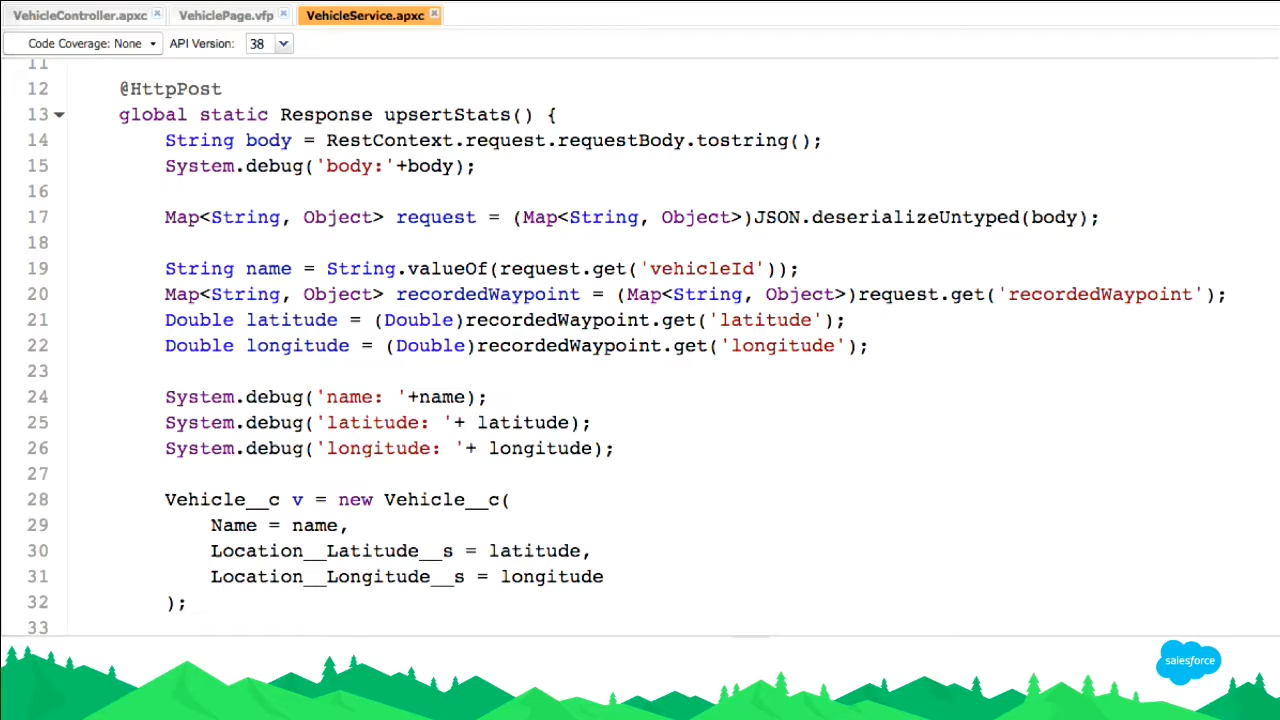 VehicleController.apxc VehiclePage.vfp VehicleService.apxc
Code Coverage: None API Version: 38
11
12 @HttpPost
13 global static Response upsertStats() {
14 String body = RestContext.request.requestBody.tostring();
15 System.debug('body:'+body);
16
17 Map<String, Object> request = (Map<String, Object>)JSON.deserializeUntyped(body);
18
19 String name = String.valueOf(request.get('vehicleId'));
20 Map<String, Object> recordedWaypoint = (Map<String, Object>)request.get('recordedWaypoint');
21 Double latitude = (Double)recordedWaypoint.get('latitude');
22 Double longitude = (Double)recordedWaypoint.get('longitude');
23
24 System.debug('name: '+name);
25 System.debug('latitude: '+ latitude);
26 System.debug('longitude: '+ longitude);
27
28 Vehicle__c v = new Vehicle__c(
29 Name = name,
30 Location__Latitude__s = latitude,
31 Location__Longitude__s = longitude
32 );
33
salesforce